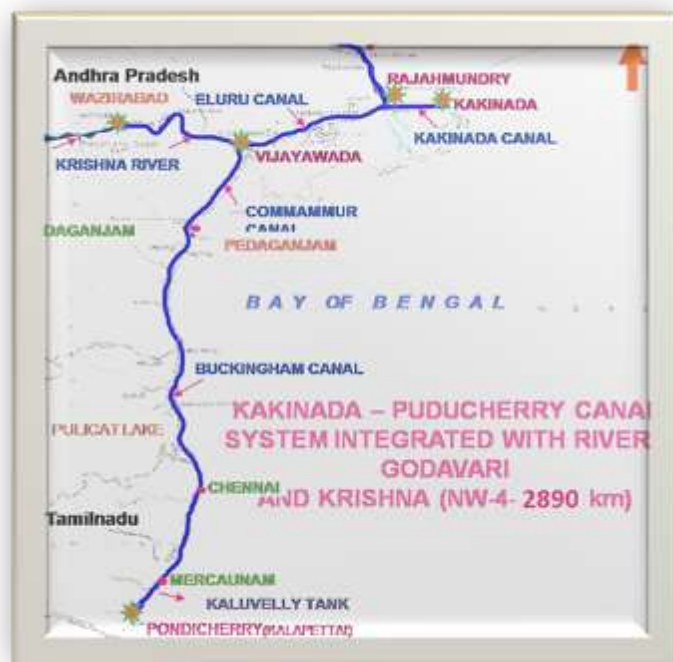 Andhra Pradesh
RAJAHMUNDRY
WAZIRABAD
ELURU CANAL
KAKINADA
KAKINADA CANAL
KRISHNA RIVER
VIJAYAWADA
COMMAMMUR
CANAL
DAGANJAM
PEDAGANJAM
BAY OF BENGAL
BUCKINGHAM CANAL
KAKINADA – PUDUCHERRY CANAL
PULICAT LAKE
SYSTEM INTEGRATED WITH RIVER
GODAVARI
CHENNAI
AND KRISHNA (NW-4- 2890 km)
Tamilnadu
MERCAUNAM
KALUVELLY TANK
PONDICHERRY